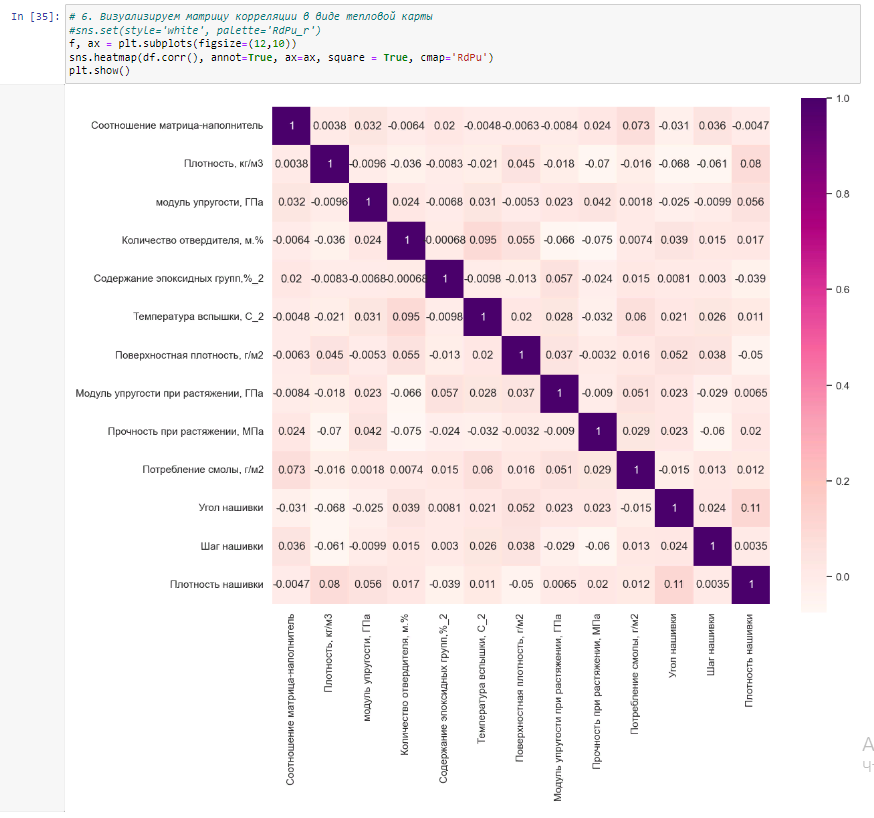 In [35]: # 6. Визуализируем матрицу корреляции в виде тепловой карты
#sns.set(style='white', palette='RdPu_r')
f, ax = plt.subplots(figsize=(12,10))
sns.heatmap(df.corr(), annot=True, ax=ax, square = True, cmap='RdPu')
plt.show()
Соотношение матрица-наполнитель 1 0.0038 0.032 -0.0064 0.02 -0.0048 -0.0063 -0.0084 0.024 0.073 -0.031 0.036 -0.0047
Плотность, кг/м3 0.0038 1 -0.0096 -0.036 -0.0083 -0.021 0.045 -0.018 -0.07 -0.016 -0.068 -0.061 0.08
модуль упругости, ГПа 0.032 -0.0096 1 0.024 -0.0068 0.031 -0.0053 0.023 0.042 0.0018 -0.025 -0.0099 0.056
Количество отвердителя, м.% -0.0064 -0.036 0.024 1 0.00068 0.095 0.055 -0.066 -0.075 0.0074 0.039 0.015 0.017
Содержание эпоксидных групп,%_2 0.02 -0.0083 -0.0068 -0.00068 1 -0.0098 -0.013 0.057 -0.024 0.015 0.0081 0.003 -0.039
Температура вспышки, С_2 -0.0048 -0.021 0.031 0.095 -0.0098 1 0.02 0.028 -0.032 0.06 0.021 0.026 0.011
Поверхностная плотность, г/м2 -0.0063 0.045 -0.0053 0.055 -0.013 0.02 1 0.037 -0.0032 0.016 0.052 0.038 -0.05
Модуль упругости при растяжении, ГПа -0.0084 -0.018 0.023 -0.066 0.057 0.028 0.037 1 -0.009 0.051 0.023 -0.029 0.0065
Прочность при растяжении, МПа 0.024 -0.07 0.042 -0.075 -0.024 -0.032 -0.0032 -0.009 1 0.029 0.023 -0.06 0.02
Потребление смолы, г/м2 0.073 -0.016 0.0018 0.0074 0.015 0.06 0.016 0.051 0.029 1 -0.015 0.013 0.012
Угол нашивки -0.031 -0.068 -0.025 0.039 0.0081 0.021 0.052 0.023 0.023 -0.015 1 0.024 0.11
Шаг нашивки 0.036 -0.061 -0.0099 0.015 0.003 0.026 0.038 -0.029 -0.06 0.013 0.024 1 0.0035
Плотность нашивки -0.0047 0.08 0.056 0.017 -0.039 0.011 -0.05 0.0065 0.02 0.012 0.11 0.0035 1
Соотношение матрица-наполнитель
Плотность, кг/м3
модуль упругости, ГПа
Количество отвердителя, м.%
Содержание эпоксидных групп,%_2
Температура вспышки, С_2
Поверхностная плотность, г/м2
Модуль упругости при растяжении, ГПа
Прочность при растяжении, МПа
Потребление смолы, г/м2
Угол нашивки
Шаг нашивки
Плотность нашивки
1.0
0.8
0.6
0.4
0.2
0.0